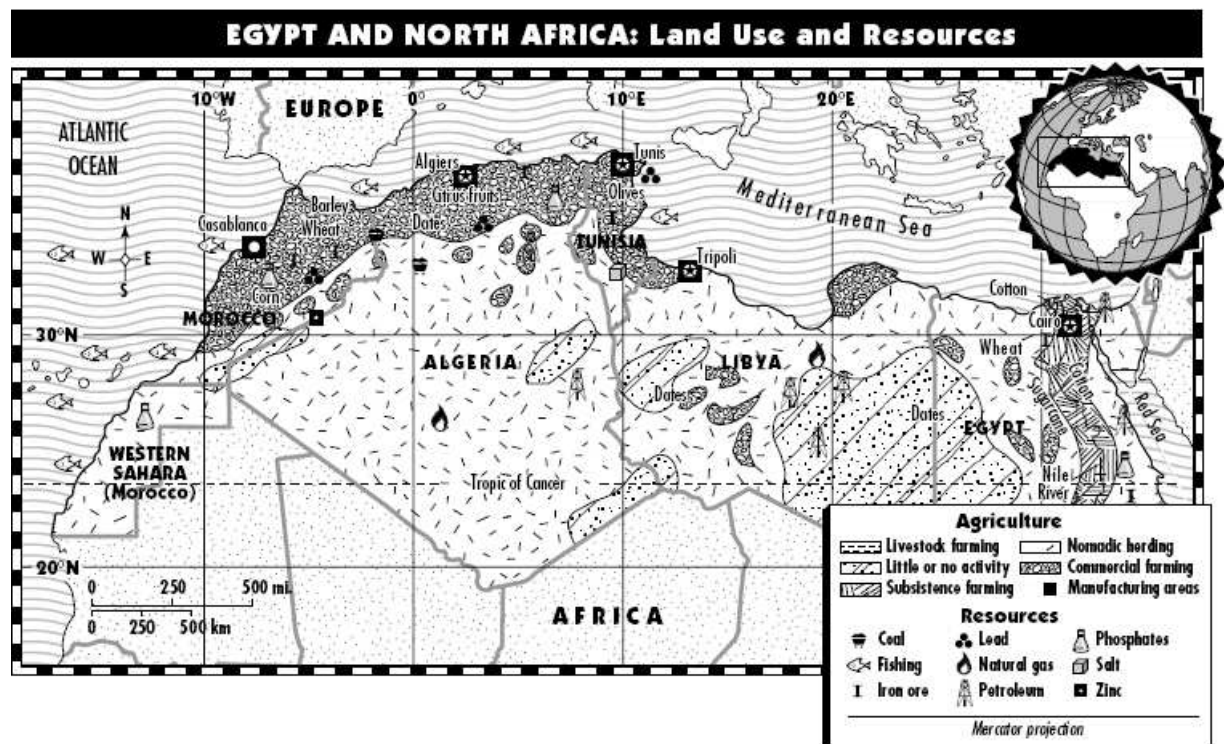 EGYPT AND NORTH AFRICA: Land Use and Resources
10°W
0°
10°E
20°E
EUROPE
ATLANTIC
OCEAN
Algiers
Tunis
Citrus fruits
Olives
Barley
Wheat
Dates
Casablanca
Mediterranean Sea
N
W E
S
TUNISIA
Tripoli
Corn
Cotton
MOROCCO
Cairo
30°N
ALGERIA
LIBYA
Wheat
Dates
Dates
Cotton
Sugarcane
EGYPT
Red Sea
WESTERN
SAHARA
(Morocco)
Tropic of Cancer
Nile
River
20°N
0 250 500 mi.
0 250 500 km
AFRICA
Agriculture
Livestock farming Nomadic herding
Little or no activity Commercial farming
Subsistence farming Manufacturing areas
Resources
Coal Lead Phosphates
Fishing Natural gas Salt
Iron ore Petroleum Zinc
Mercator projection